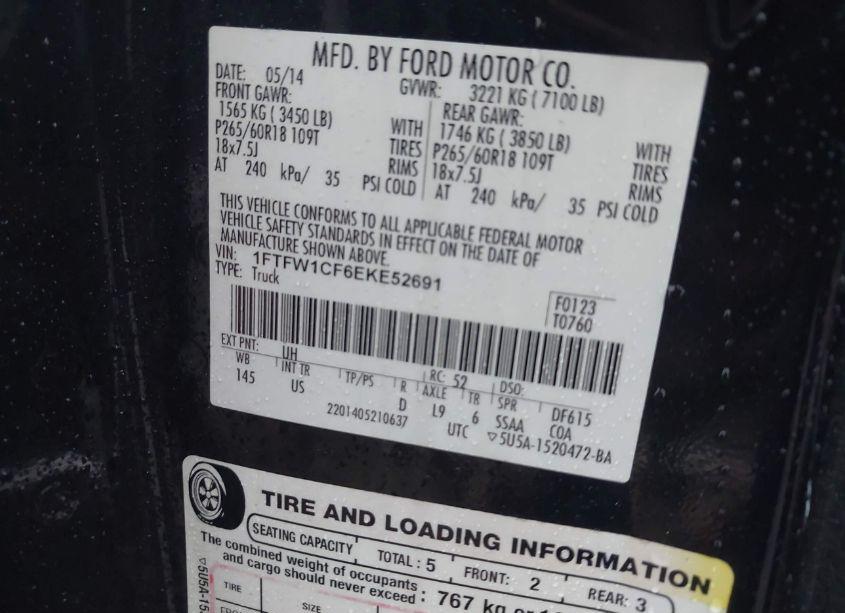 MFD. BY FORD MOTOR CO.
DATE: 05/14 GVWR: 3221 KG ( 7100 LB)
FRONT GAWR: REAR GAWR:
1565 KG ( 3450 LB) WITH 1746 KG ( 3850 LB) WITH
P265/60R18 109T TIRES P265/60R18 109T TIRES
18x7.5J RIMS 18x7.5J RIMS
AT 240 kPa/ 35 PSI COLD AT 240 kPa/ 35 PSI COLD
THIS VEHICLE CONFORMS TO ALL APPLICABLE FEDERAL MOTOR
VEHICLE SAFETY STANDARDS IN EFFECT ON THE DATE OF
MANUFACTURE SHOWN ABOVE.
VIN: 1FTFW1CF6EKE52691
TYPE: Truck
F0123
T0760
EXT PNT: UH RC: 52 DSO:
WB INT TR TP/PS R AXLE TR SPR DF615
145 US D L9 6 SSAA COA
2201405210637 UTC ▽5U5A-1520472-BA
TIRE AND LOADING INFORMATION
SEATING CAPACITY TOTAL : 5 FRONT: 2 REAR: 3
The combined weight of occupants
and cargo should never exceed : 767 kg or
TIRE SIZE
▽5U5A-15